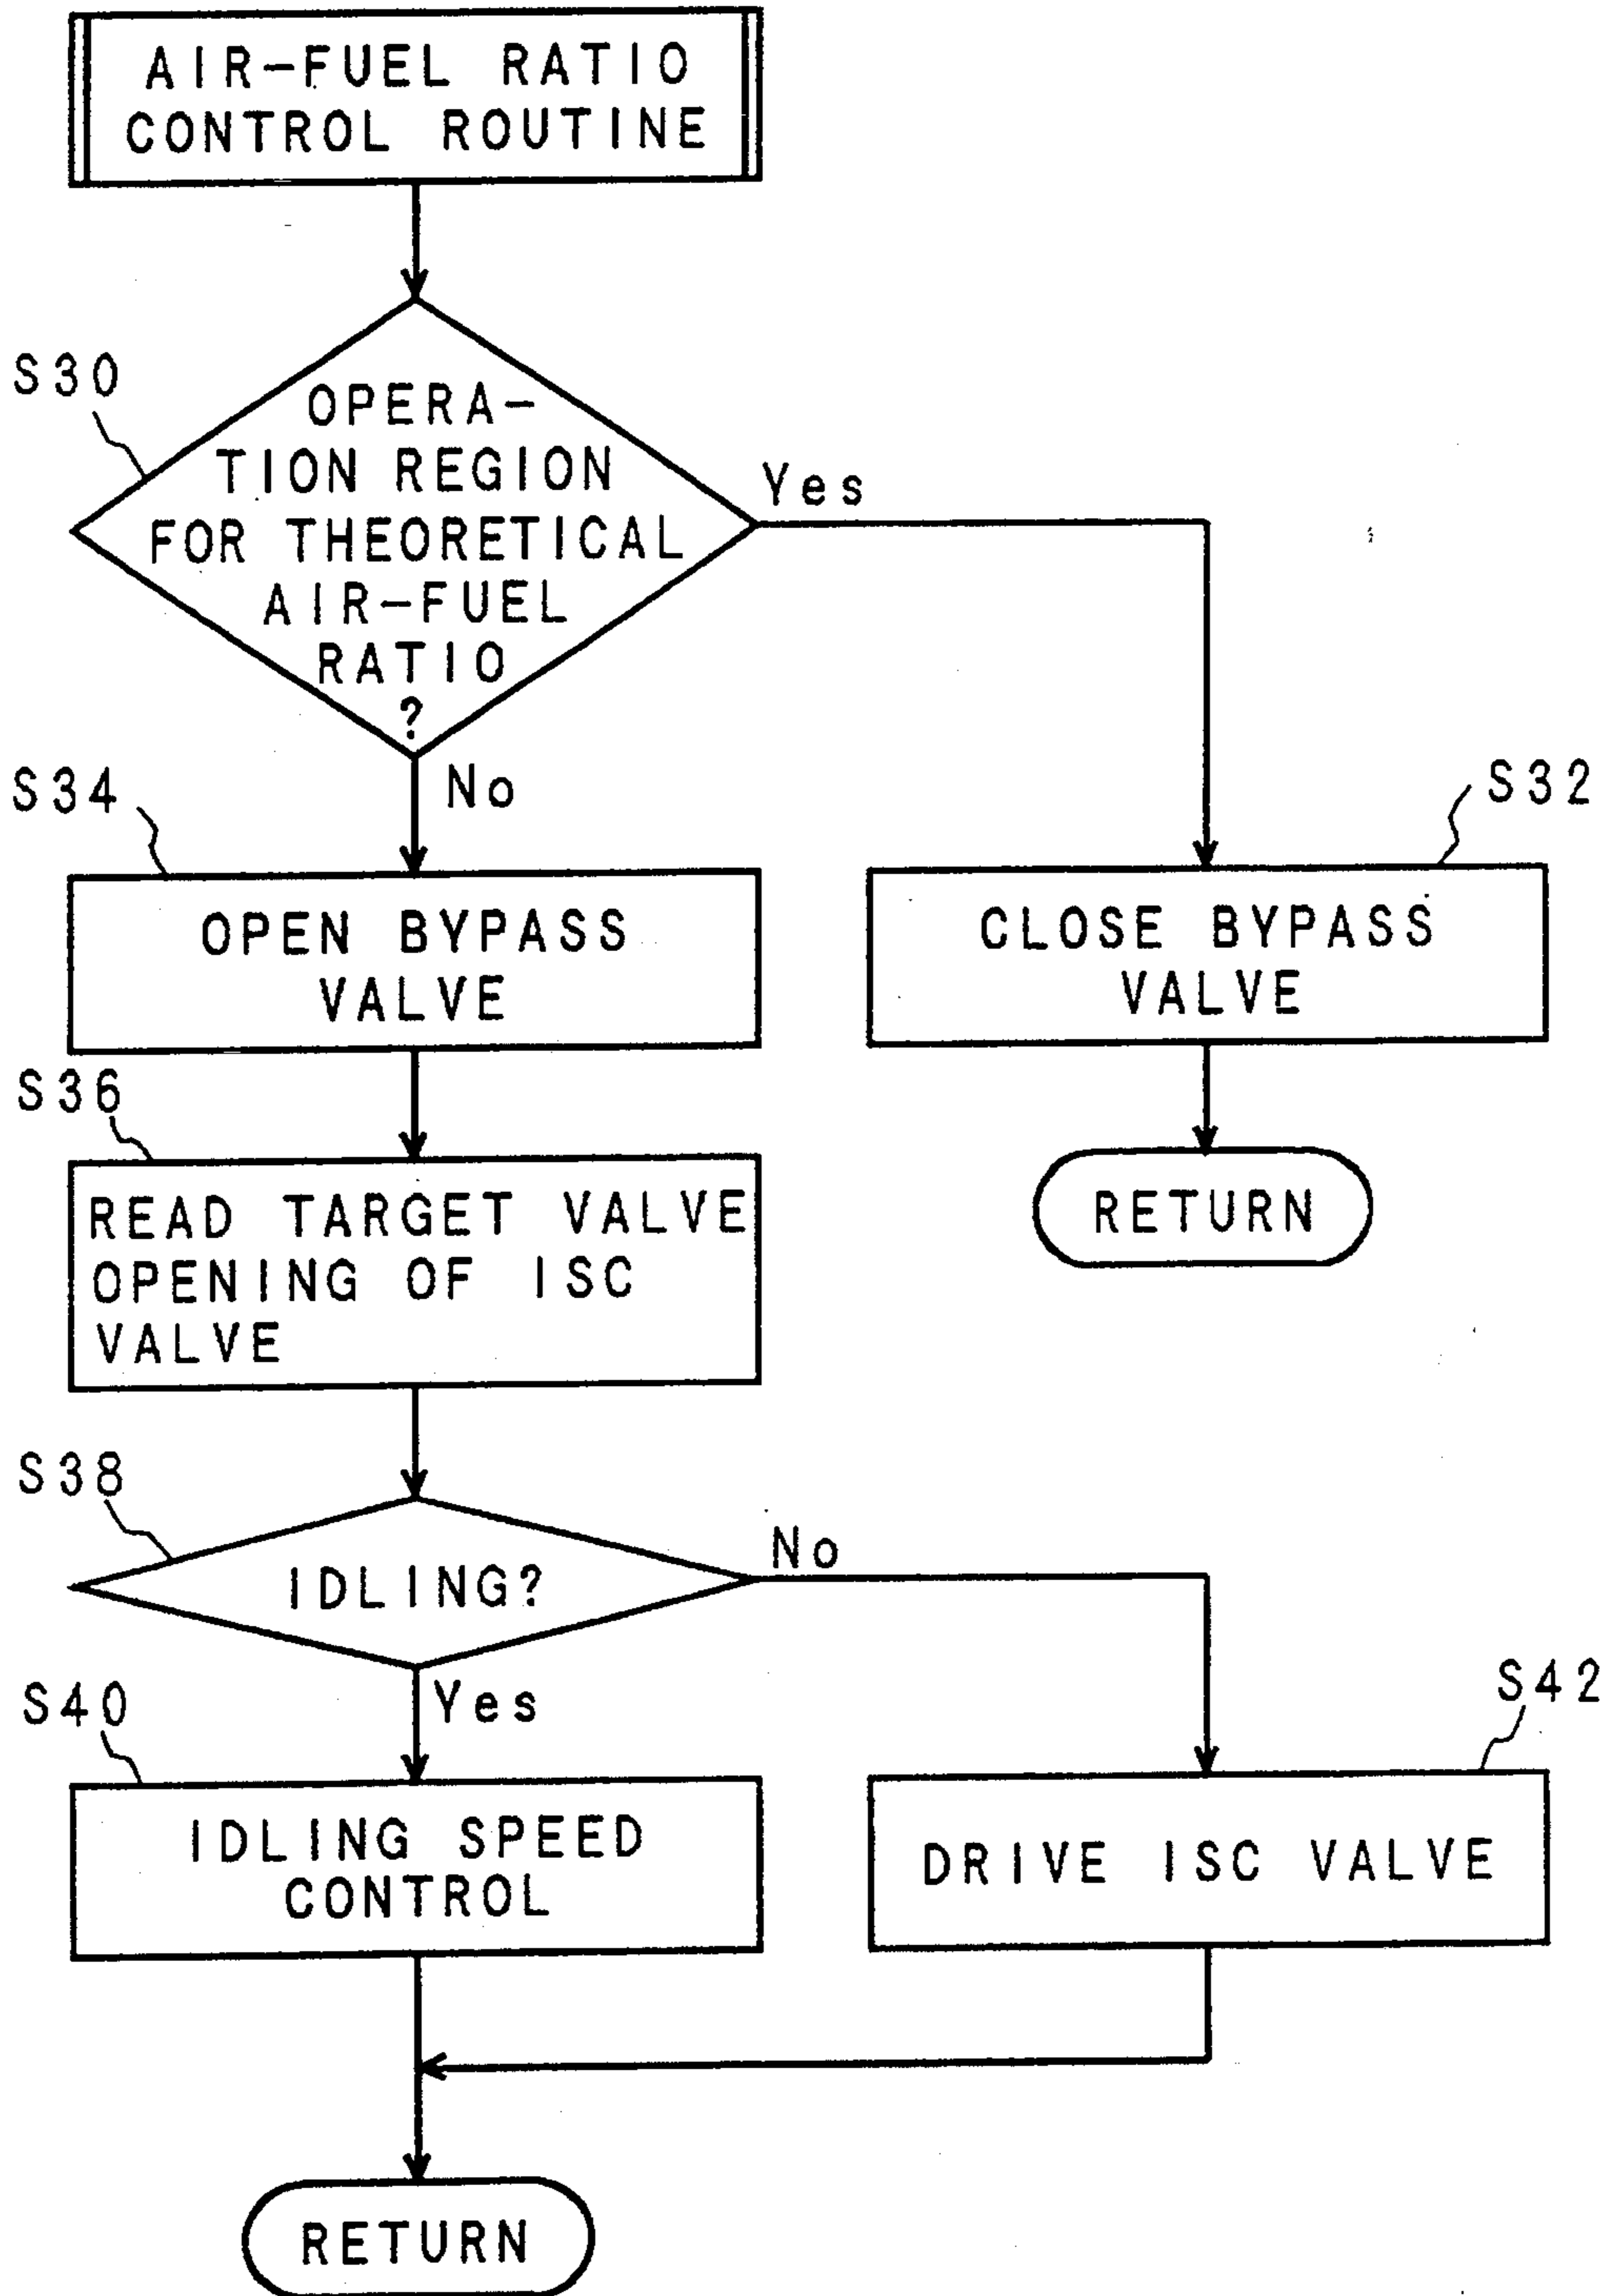 AIR-FUEL RATIO
CONTROL ROUTINE
S30
OPERA-
TION REGION
FOR THEORETICAL
AIR-FUEL
RATIO
?
Yes
No
S34
OPEN BYPASS
VALVE
S32
CLOSE BYPASS
VALVE
RETURN
S36
READ TARGET VALVE
OPENING OF ISC
VALVE
S38
IDLING?
No
Yes
S40
IDLING SPEED
CONTROL
S42
DRIVE ISC VALVE
RETURN